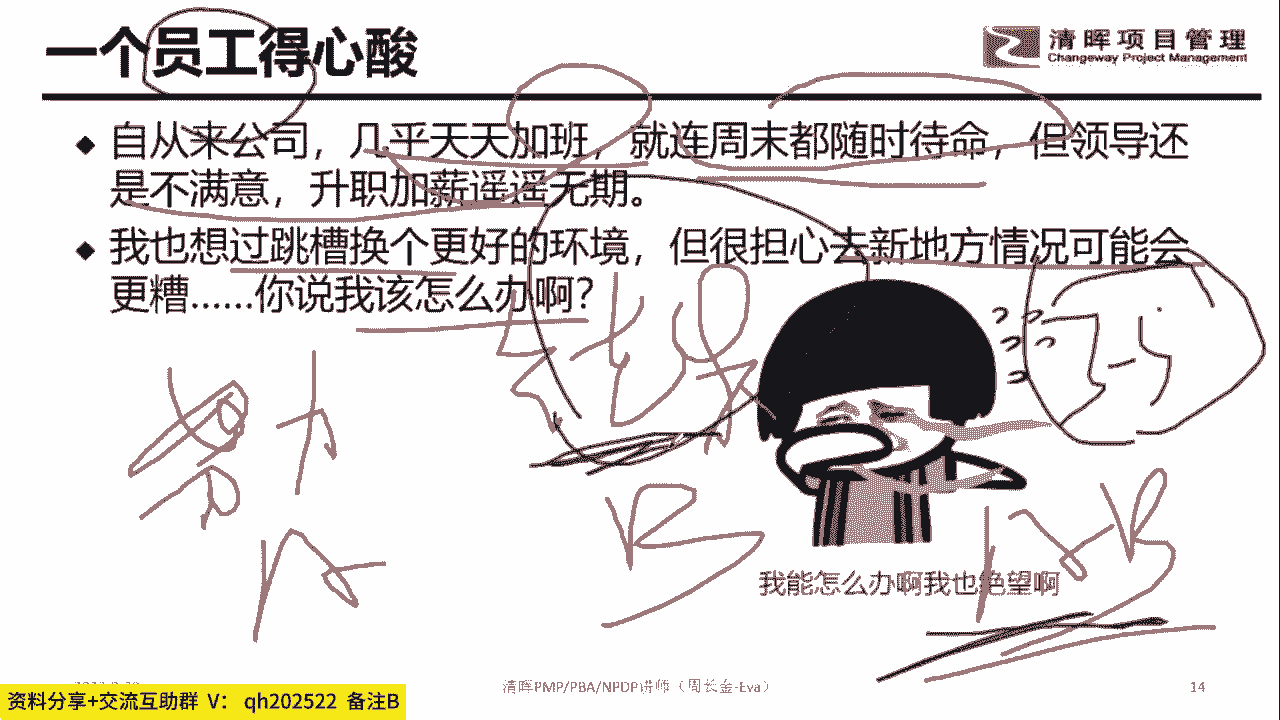 一个员工得心酸
清晖项目管理
Changeway Project Management
◆ 自从来公司，几乎天天加班，就连周末都随时待命，但领导还
是不满意，升职加薪遥遥无期。
◆ 我也想过跳槽换个更好的环境，但很担心去新地方情况可能会
更糟……你说我该怎么办啊？
努力
结果
A
B
A B
我能怎么办啊我也绝望啊
清晖PMP/PBA/NPDP讲师（周长金-Eva）
14
资料分享+交流互助群 V： qh202522 备注B